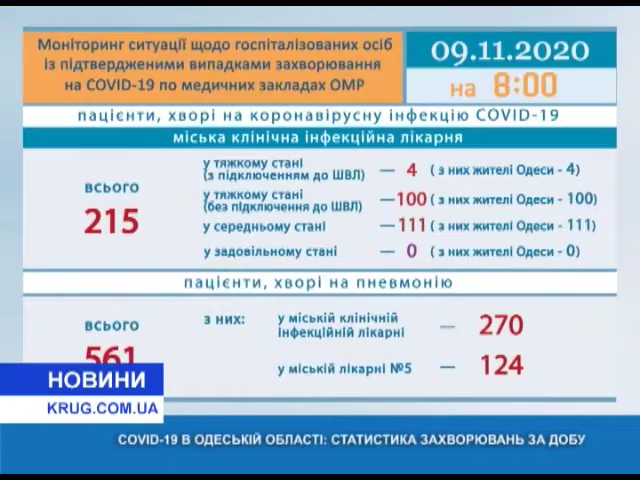 Моніторинг ситуації щодо госпіталізованих осіб
із підтвердженими випадками захворювання
на COVID-19 по медичних закладах ОМР
09.11.2020
на 8:00
пацієнти, хворі на коронавірусну інфекцію COVID-19
міська клінічна інфекційна лікарня
всього
215
у тяжкому стані
(з підключенням до ШВЛ) — 4 ( з них жителі Одеси - 4)
у тяжкому стані
(без підключення до ШВЛ) —100 ( з них жителі Одеси - 100)
у середньому стані —111 ( з них жителі Одеси - 111)
у задовільному стані — 0 ( з них жителі Одеси - 0)
пацієнти, хворі на пневмонію
всього
561
з них:
у міській клінічній
інфекційній лікарні — 270
у міській лікарні №5 — 124
НОВИНИ
KRUG.COM.UA
COVID-19 В ОДЕСЬКІЙ ОБЛАСТІ: СТАТИСТИКА ЗАХВОРЮВАНЬ ЗА ДОБУ